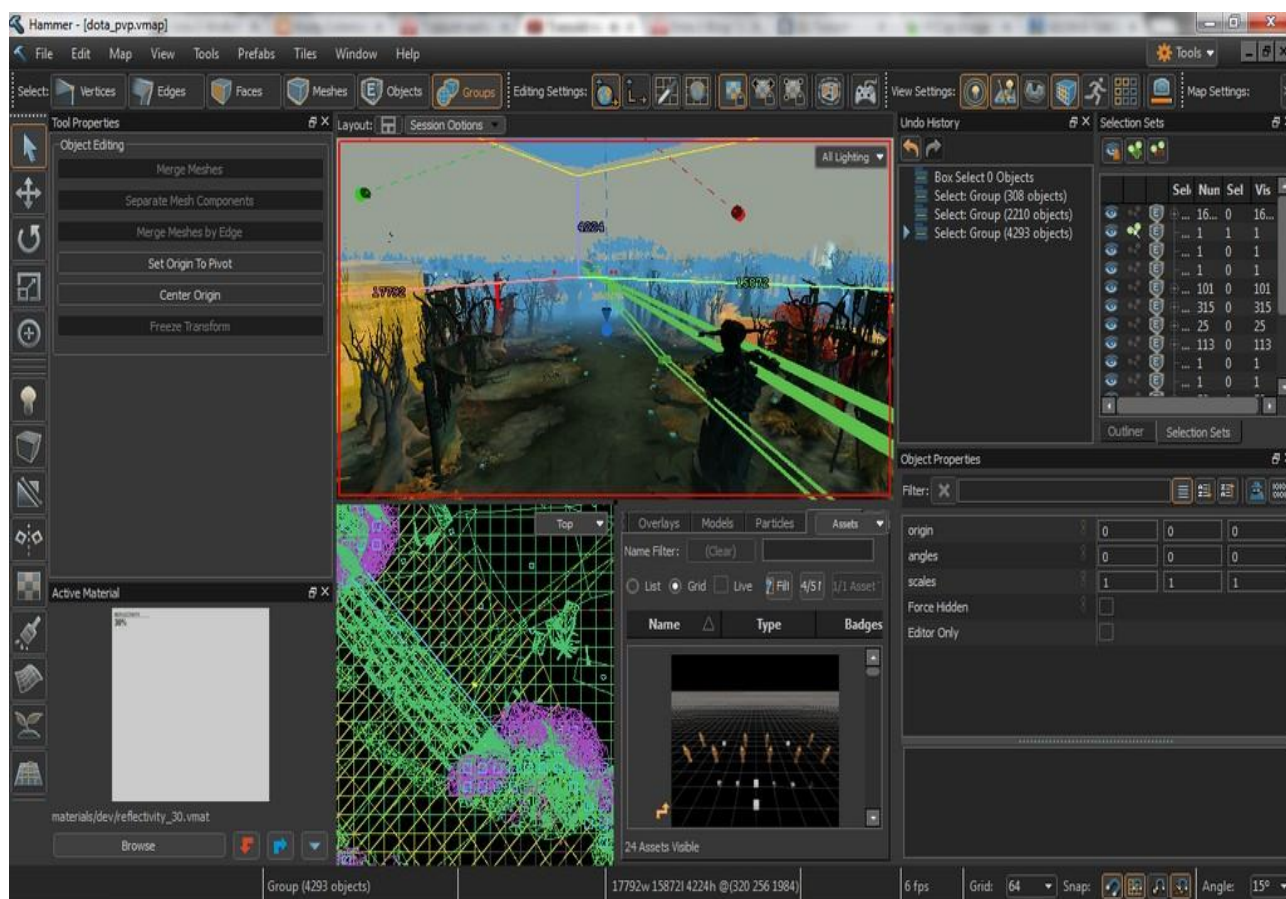 Hammer - [dota_pvp.vmap]
File Edit Map View Tools Prefabs Tiles Window Help
Tools
Select: Vertices Edges Faces Meshes Objects Groups Editing Settings: View Settings: Map Settings:
Tool Properties
Object Editing
Merge Meshes
Separate Mesh Components
Merge Meshes by Edge
Set Origin To Pivot
Center Origin
Freeze Transform
Layout: Session Options
All Lighting
4224
17792
15872
Undo History
Box Select 0 Objects
Select: Group (308 objects)
Select: Group (2210 objects)
Select: Group (4293 objects)
Selection Sets
Sel Nun Sel Vis
... 16... 0 16...
... 1 1 1
... 1 0 1
... 1 0 1
... 101 0 101
... 315 0 315
... 25 0 25
... 113 0 113
... 1 0 1
... 1 0 1
Outliner Selection Sets
Object Properties
Filter:
origin 0 0 0
angles 0 0 0
scales 1 1 1
Force Hidden
Editor Only
Active Material
30%
materials/dev/reflectivity_30.vmat
Browse
Top
Overlays Models Particles Assets
Name Filter: (Clear)
List Grid Live Filt 4/5 1/1 Asset
Name Type Badges
24 Assets Visible
Group (4293 objects) 17792w 15872l 4224h @(320 256 1984) 6 fps Grid: 64 Snap: Angle: 15°